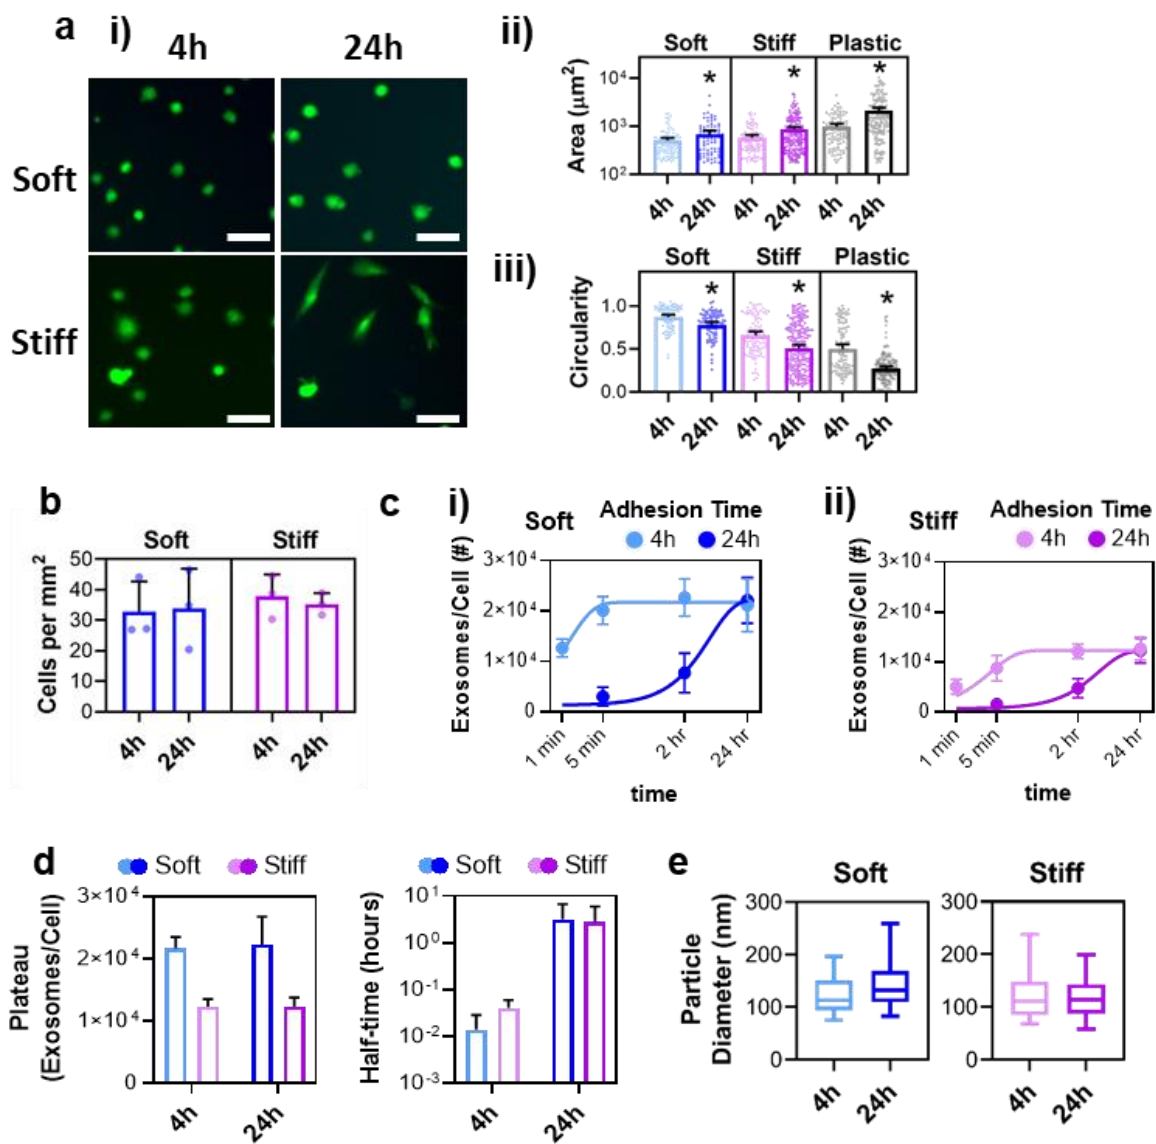 a i)
4h 24h
Soft
Stiff
ii)
Soft Stiff Plastic
Area (μm²)
10⁴
10³
10²
* * *
4h 24h 4h 24h 4h 24h
iii)
Soft Stiff Plastic
Circularity
1.0
0.5
0.0
* * *
4h 24h 4h 24h 4h 24h
b
Soft Stiff
Cells per mm²
50
40
30
20
10
0
4h 24h 4h 24h
c i)
Soft
Adhesion Time
4h 24h
Exosomes/Cell (#)
3×10⁴
2×10⁴
1×10⁴
0
1 min 5 min 2 hr 24 hr
time
ii)
Stiff
Adhesion Time
4h 24h
Exosomes/Cell (#)
3×10⁴
2×10⁴
1×10⁴
0
1 min 5 min 2 hr 24 hr
time
d
Soft Stiff
Plateau
(Exosomes/Cell)
3×10⁴
2×10⁴
1×10⁴
0
4h 24h
Soft Stiff
Half-time (hours)
10¹
10⁰
10⁻¹
10⁻²
10⁻³
4h 24h
e
Soft
Particle
Diameter (nm)
300
200
100
0
4h 24h
Stiff
300
200
100
0
4h 24h